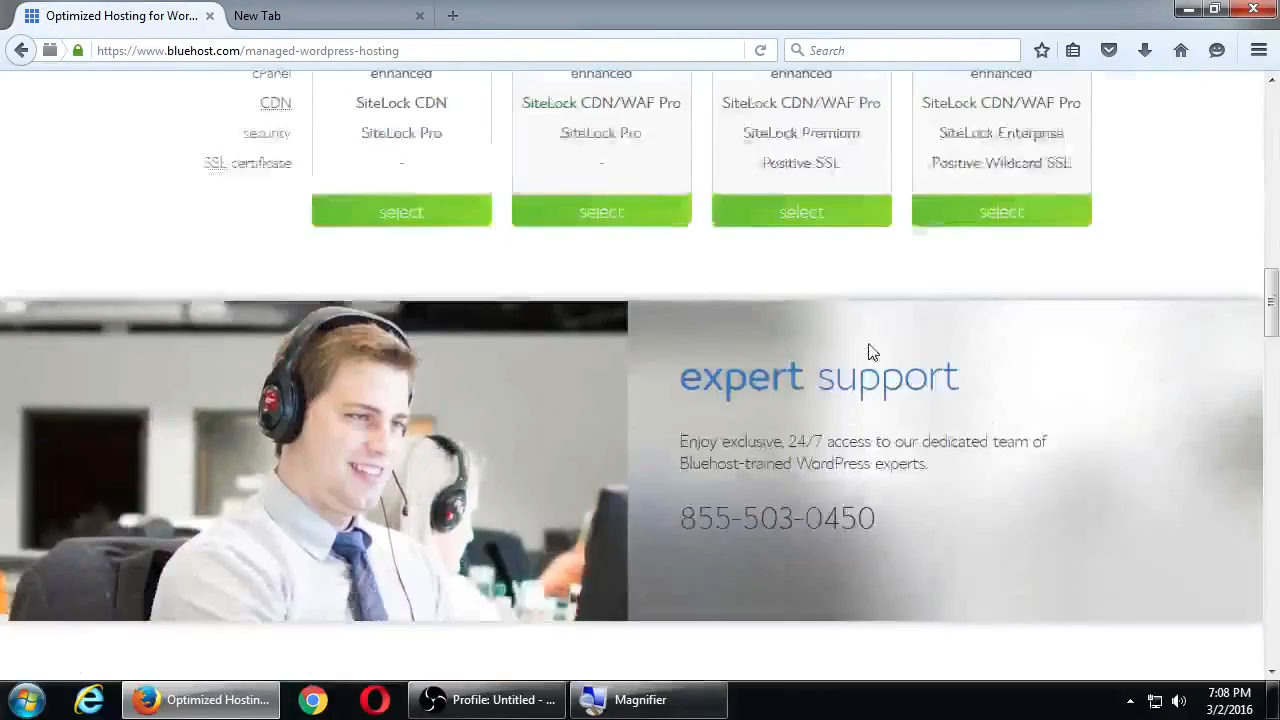 Optimized Hosting for Wor...
New Tab
https://www.bluehost.com/managed-wordpress-hosting
Search
cPanel enhanced enhanced enhanced enhanced
CDN SiteLock CDN SiteLock CDN/WAF Pro SiteLock CDN/WAF Pro SiteLock CDN/WAF Pro
security SiteLock Pro SiteLock Pro SiteLock Premium SiteLock Enterprise
SSL certificate - - Positive SSL Positive Wildcard SSL
select select select select
expert support
Enjoy exclusive, 24/7 access to our dedicated team of
Bluehost-trained WordPress experts.
855-503-0450
Optimized Hostin... Profile: Untitled - ... Magnifier
7:08 PM
3/2/2016